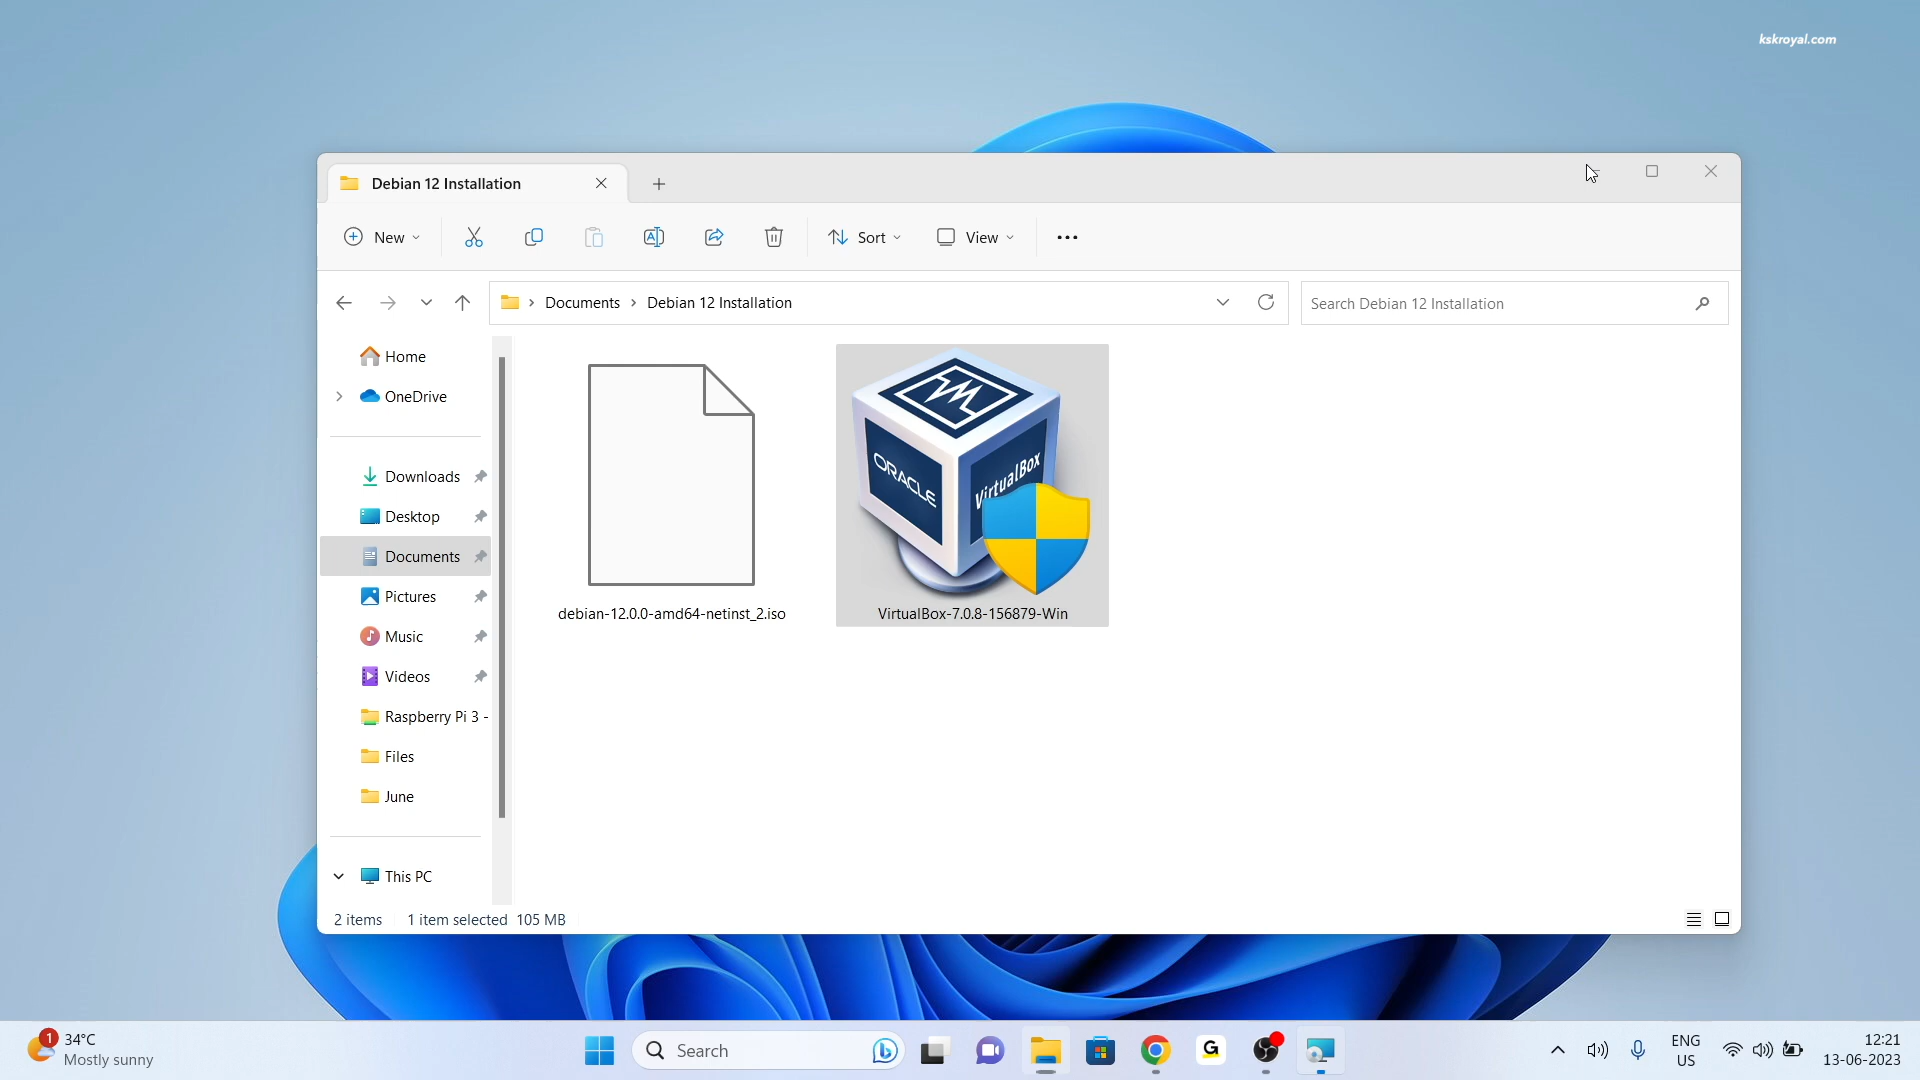 kskroyal.com
Debian 12 Installation
New
Sort
View
Documents
Debian 12 Installation
Search Debian 12 Installation
Home
OneDrive
Downloads
Desktop
Documents
Pictures
Music
Videos
Raspberry Pi 3 -
Files
June
This PC
ORACLE
VirtualBox
debian-12.0.0-amd64-netinst_2.iso
VirtualBox-7.0.8-156879-Win
2 items 1 item selected 105 MB
1
34°C
Mostly sunny
Search
G
ENG
US
12:21
13-06-2023